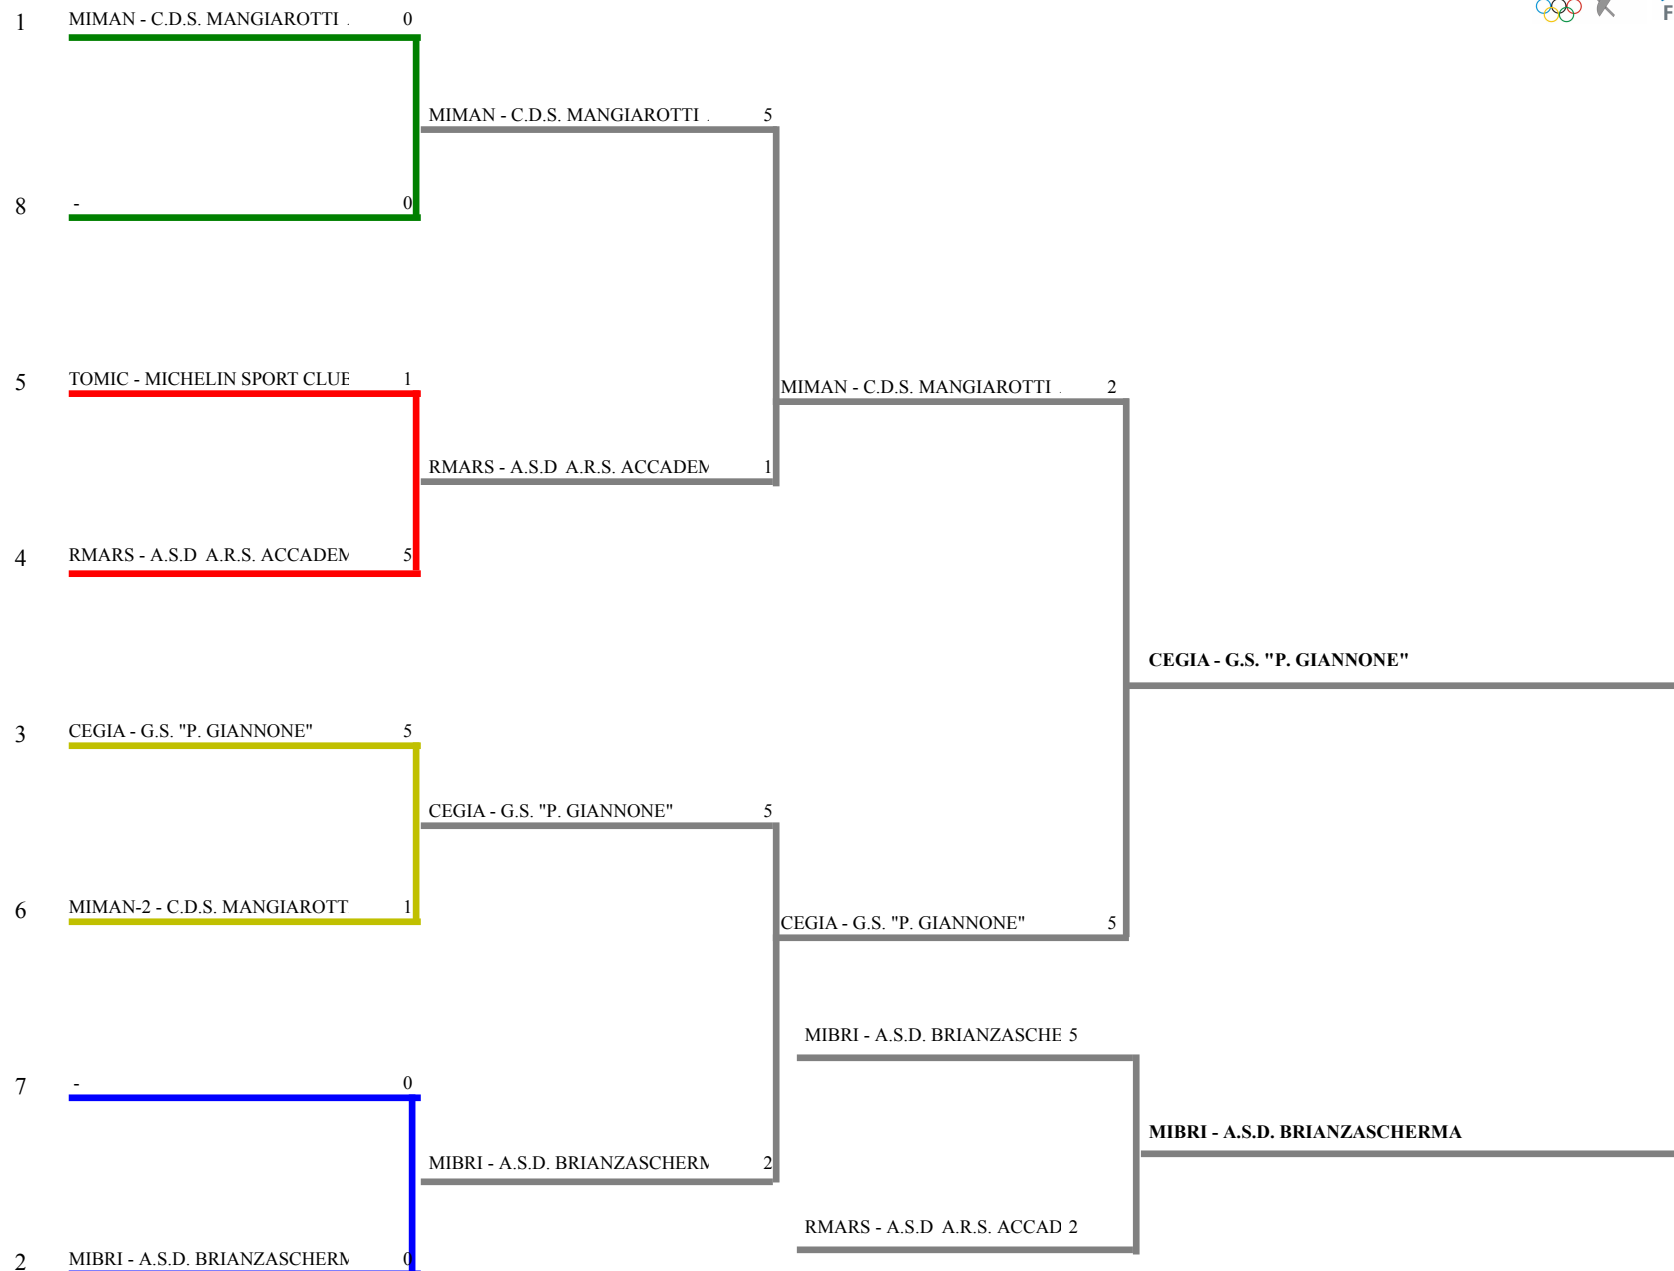 1 MIMAN - C.D.S. MANGIAROTTI . 0
F
MIMAN - C.D.S. MANGIAROTTI . 5
8 - 0
5 TOMIC - MICHELIN SPORT CLUB 1
MIMAN - C.D.S. MANGIAROTTI . 2
RMARS - A.S.D A.R.S. ACCADEM 1
4 RMARS - A.S.D A.R.S. ACCADEM 5
CEGIA - G.S. "P. GIANNONE"
3 CEGIA - G.S. "P. GIANNONE" 5
CEGIA - G.S. "P. GIANNONE" 5
6 MIMAN-2 - C.D.S. MANGIAROTT 1
CEGIA - G.S. "P. GIANNONE" 5
MIBRI - A.S.D. BRIANZASCHE 5
7 - 0
MIBRI - A.S.D. BRIANZASCHERMA
MIBRI - A.S.D. BRIANZASCHERM 2
RMARS - A.S.D A.R.S. ACCAD 2
2 MIBRI - A.S.D. BRIANZASCHERM 0